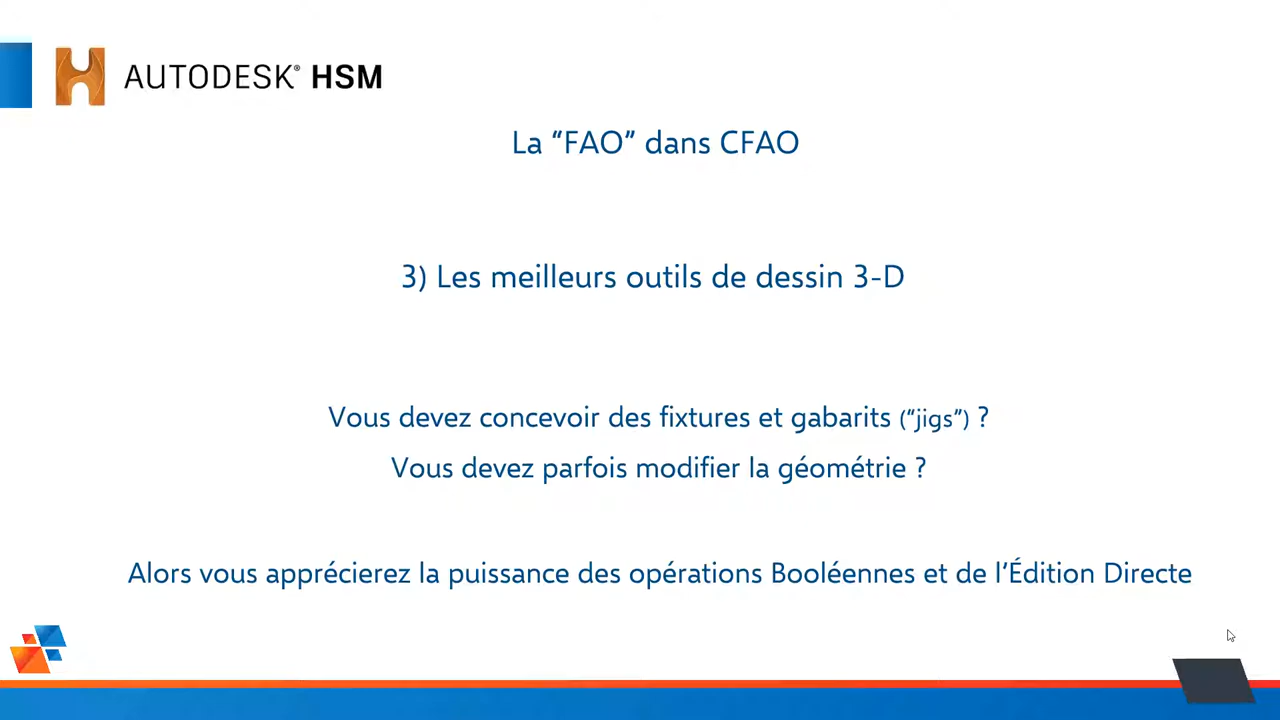 AUTODESK® HSM
La “FAO” dans CFAO
3) Les meilleurs outils de dessin 3-D
Vous devez concevoir des fixtures et gabarits (“jigs”) ?
Vous devez parfois modifier la géométrie ?
Alors vous apprécierez la puissance des opérations Booléennes et de l’Édition Directe